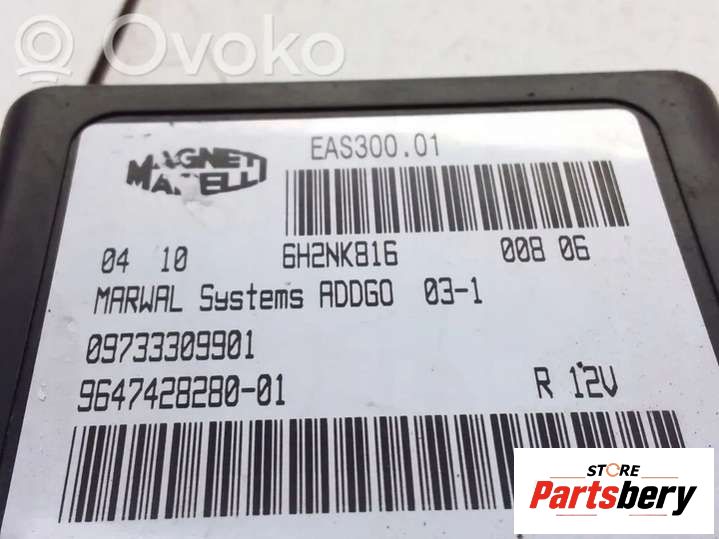 Ovoko
MAGNETI
MARELLI
EAS300.01
04 10 6H2NK816 008 06
MARWAL Systems ADDGO 03-1
09733309901
9647428280-01 R 12V
STORE
Partsbery